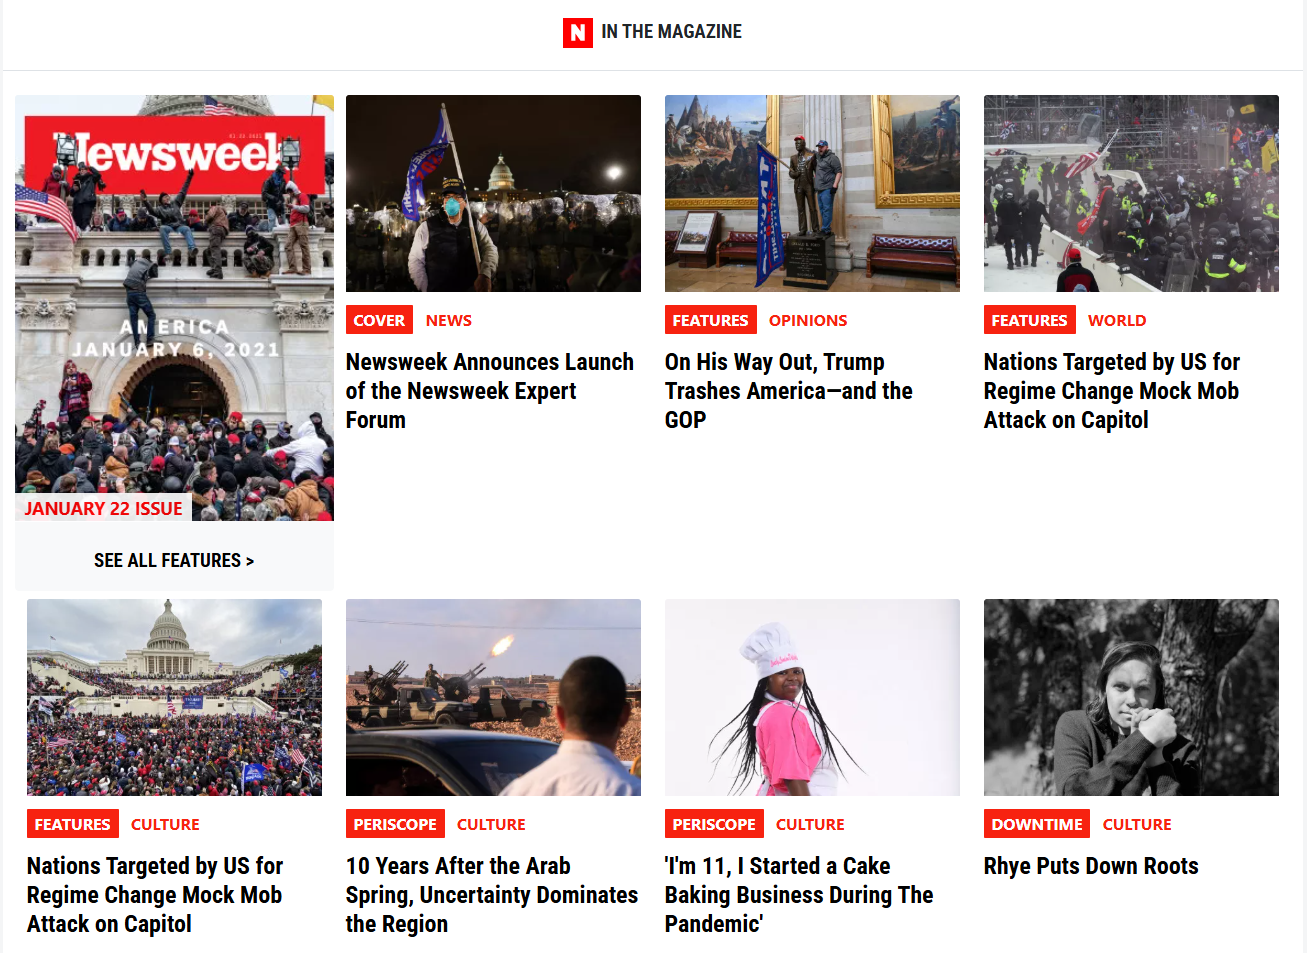 N IN THE MAGAZINE
Newsweek
AMERICA
JANUARY 6, 2021
JANUARY 22 ISSUE
SEE ALL FEATURES >
COVER NEWS
Newsweek Announces Launch
of the Newsweek Expert
Forum
FEATURES OPINIONS
On His Way Out, Trump
Trashes America—and the
GOP
FEATURES WORLD
Nations Targeted by US for
Regime Change Mock Mob
Attack on Capitol
FEATURES CULTURE
Nations Targeted by US for
Regime Change Mock Mob
Attack on Capitol
PERISCOPE CULTURE
10 Years After the Arab
Spring, Uncertainty Dominates
the Region
PERISCOPE CULTURE
'I'm 11, I Started a Cake
Baking Business During The
Pandemic'
DOWNTIME CULTURE
Rhye Puts Down Roots